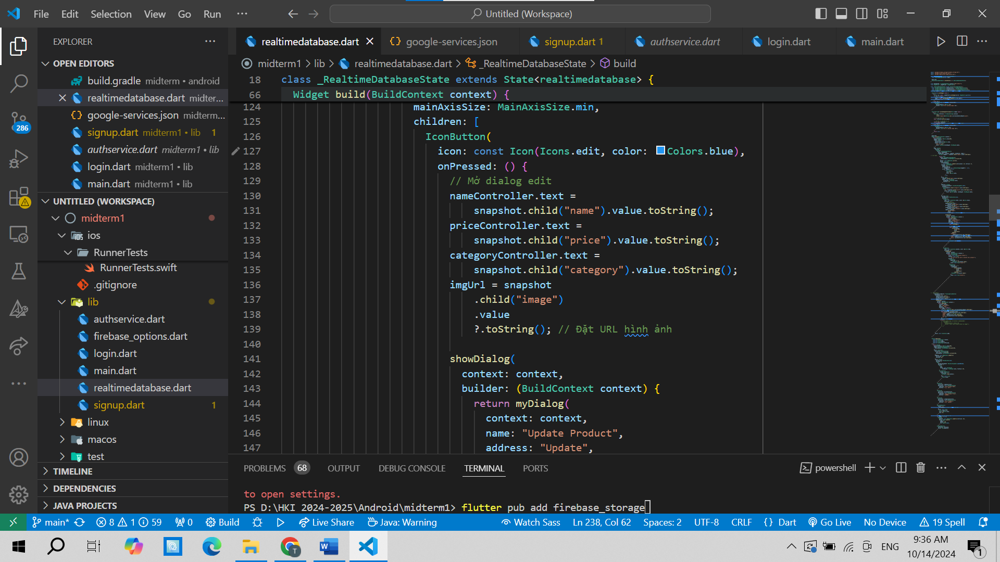 File Edit Selection View Go Run ··· Untitled (Workspace)
EXPLORER
OPEN EDITORS
build.gradle midterm • android
realtimedatabase.dart midter...
google-services.json midterm...
signup.dart midterm1 • lib 1
authservice.dart midterm1 • lib
login.dart midterm1 • lib
main.dart midterm1 • lib
UNTITLED (WORKSPACE)
midterm1
ios
RunnerTests
RunnerTests.swift
.gitignore
lib
authservice.dart
firebase_options.dart
login.dart
main.dart
realtimedatabase.dart
signup.dart 1
linux
macos
test
TIMELINE
DEPENDENCIES
JAVA PROJECTS
286
realtimedatabase.dart google-services.json signup.dart 1 authservice.dart login.dart main.dart
midterm1 > lib > realtimedatabase.dart > _RealtimeDatabaseState > build
18 class _RealtimeDatabaseState extends State<realtimedatabase> {
66 Widget build(BuildContext context) {
124 mainAxisSize: MainAxisSize.min,
125 children: [
126 IconButton(
127 icon: const Icon(Icons.edit, color: Colors.blue),
128 onPressed: () {
129 // Mở dialog edit
130 nameController.text =
131 snapshot.child("name").value.toString();
132 priceController.text =
133 snapshot.child("price").value.toString();
134 categoryController.text =
135 snapshot.child("category").value.toString();
136 imgUrl = snapshot
137 .child("image")
138 .value
139 ?.toString(); // Đặt URL hình ảnh
140
141 showDialog(
142 context: context,
143 builder: (BuildContext context) {
144 return myDialog(
145 context: context,
146 name: "Update Product",
147 address: "Update",
PROBLEMS 68 OUTPUT DEBUG CONSOLE TERMINAL PORTS powershell
to open settings.
PS D:\HKI 2024-2025\Android\midterm1> flutter pub add firebase_storage
main* 8 1 59 0 Build Live Share Java: Warning Watch Sass Ln 238, Col 62 Spaces: 2 UTF-8 CRLF {} Dart Go Live No Device 19 Spell
ENG
9:36 AM
10/14/2024
1